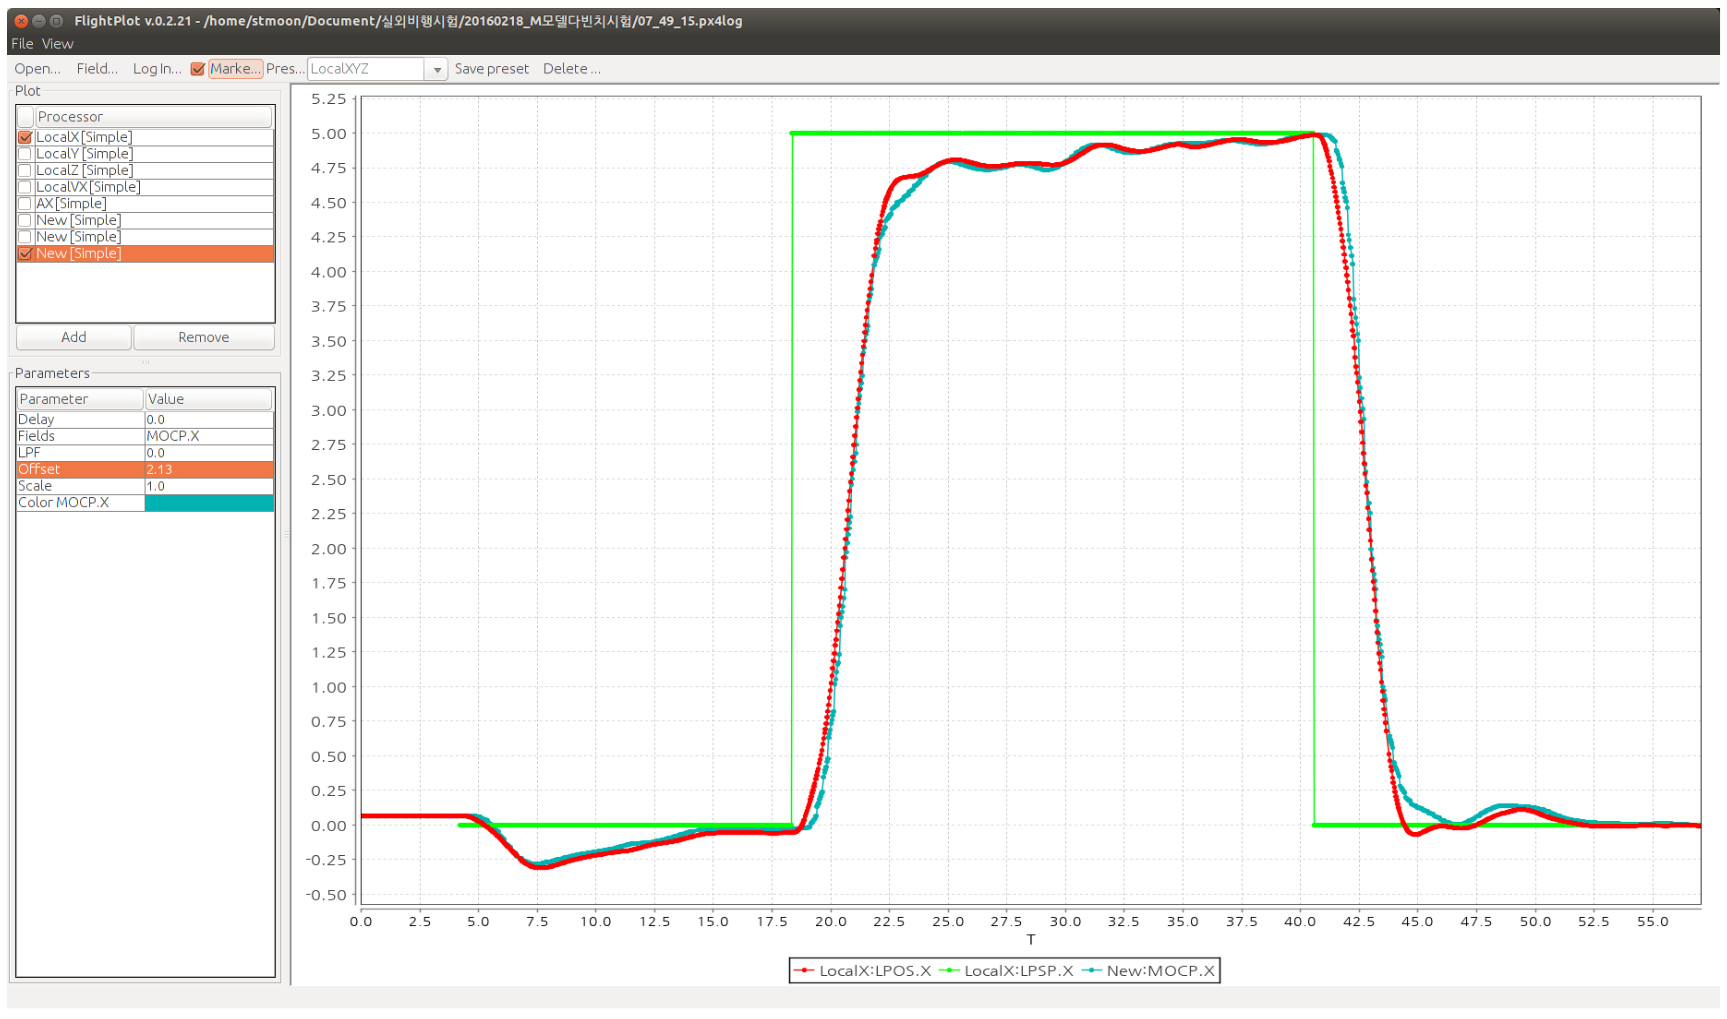 FlightPlot v.0.2.21 - /home/stmoon/Document/실외비행시험/20160218_M모델다빈치시험/07_49_15.px4log
File View
Open... Field... Log In... Marke... Pres... LocalXYZ Save preset Delete ...
Plot
Processor
LocalX [Simple]
LocalY [Simple]
LocalZ [Simple]
LocalVX [Simple]
AX [Simple]
New [Simple]
New [Simple]
New [Simple]
Add Remove
Parameters
Parameter Value
Delay 0.0
Fields MOCP.X
LPF 0.0
Offset 2.13
Scale 1.0
Color MOCP.X
5.25
5.00
4.75
4.50
4.25
4.00
3.75
3.50
3.25
3.00
2.75
2.50
2.25
2.00
1.75
1.50
1.25
1.00
0.75
0.50
0.25
0.00
-0.25
-0.50
0.0 2.5 5.0 7.5 10.0 12.5 15.0 17.5 20.0 22.5 25.0 27.5 30.0 32.5 35.0 37.5 40.0 42.5 45.0 47.5 50.0 52.5 55.0
T
LocalX:LPOS.X LocalX:LPSP.X New:MOCP.X